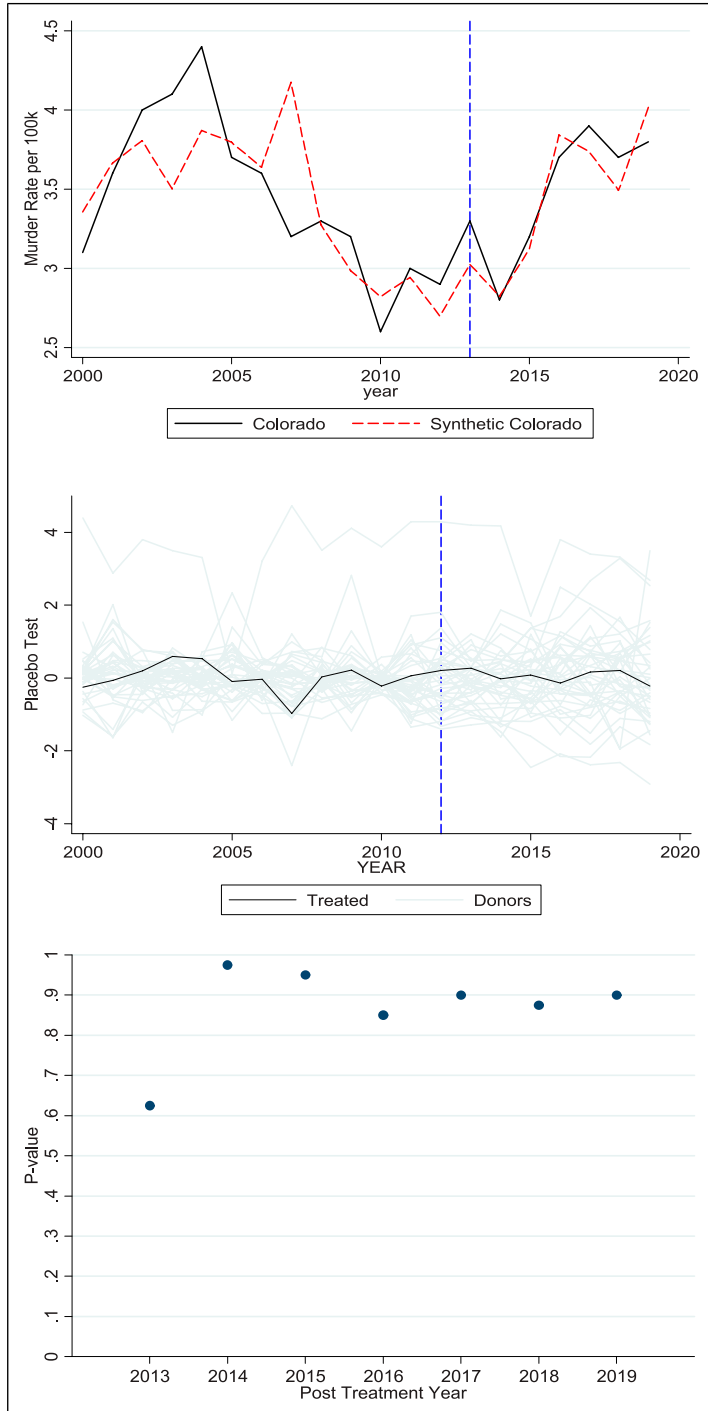 4.5
4
3.5
3
2.5
Murder Rate per 100k
2000 2005 2010 2015 2020
year
Colorado Synthetic Colorado
4
2
0
-2
-4
Placebo Test
2000 2005 2010 2015 2020
YEAR
Treated Donors
1
.9
.8
.7
.6
.5
.4
.3
.2
.1
0
P-value
2013 2014 2015 2016 2017 2018 2019
Post Treatment Year